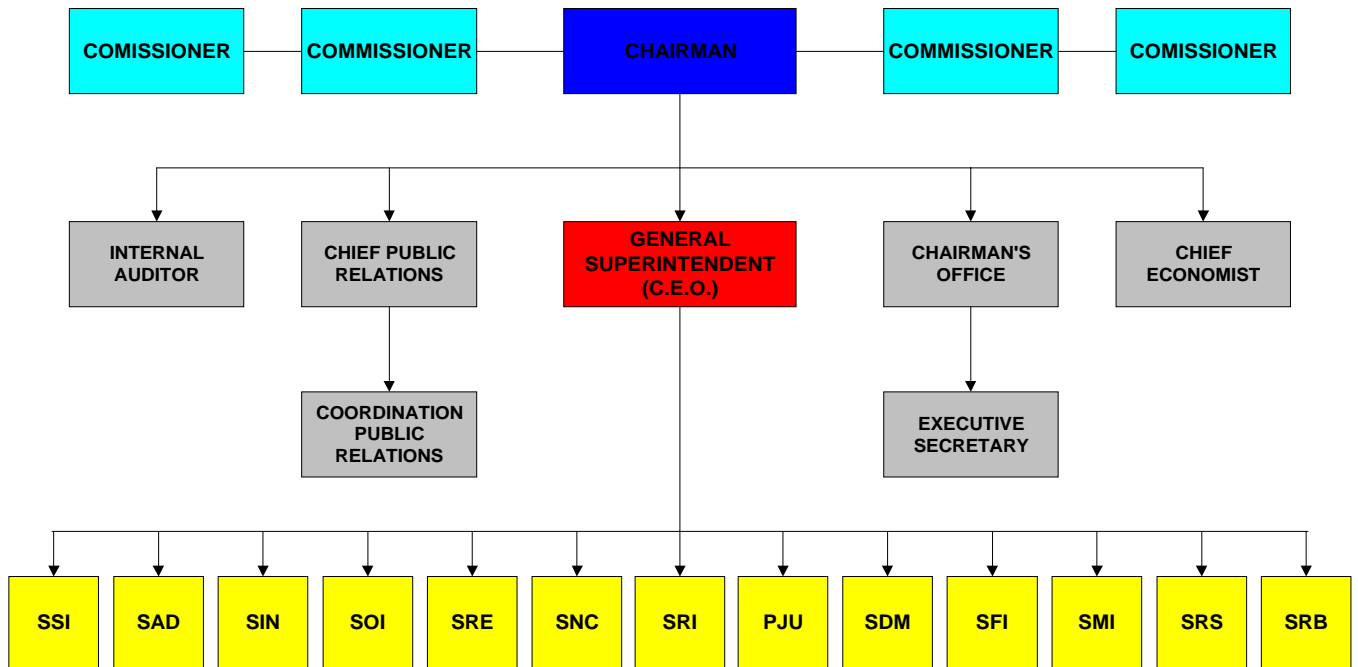 COMISSIONER
COMMISSIONER
CHAIRMAN
COMMISSIONER
COMISSIONER
INTERNAL
AUDITOR
CHIEF PUBLIC
RELATIONS
GENERAL
SUPERINTENDENT
(C.E.O.)
CHAIRMAN'S
OFFICE
CHIEF
ECONOMIST
COORDINATION
PUBLIC
RELATIONS
EXECUTIVE
SECRETARY
SSI
SAD
SIN
SOI
SRE
SNC
SRI
PJU
SDM
SFI
SMI
SRS
SRB